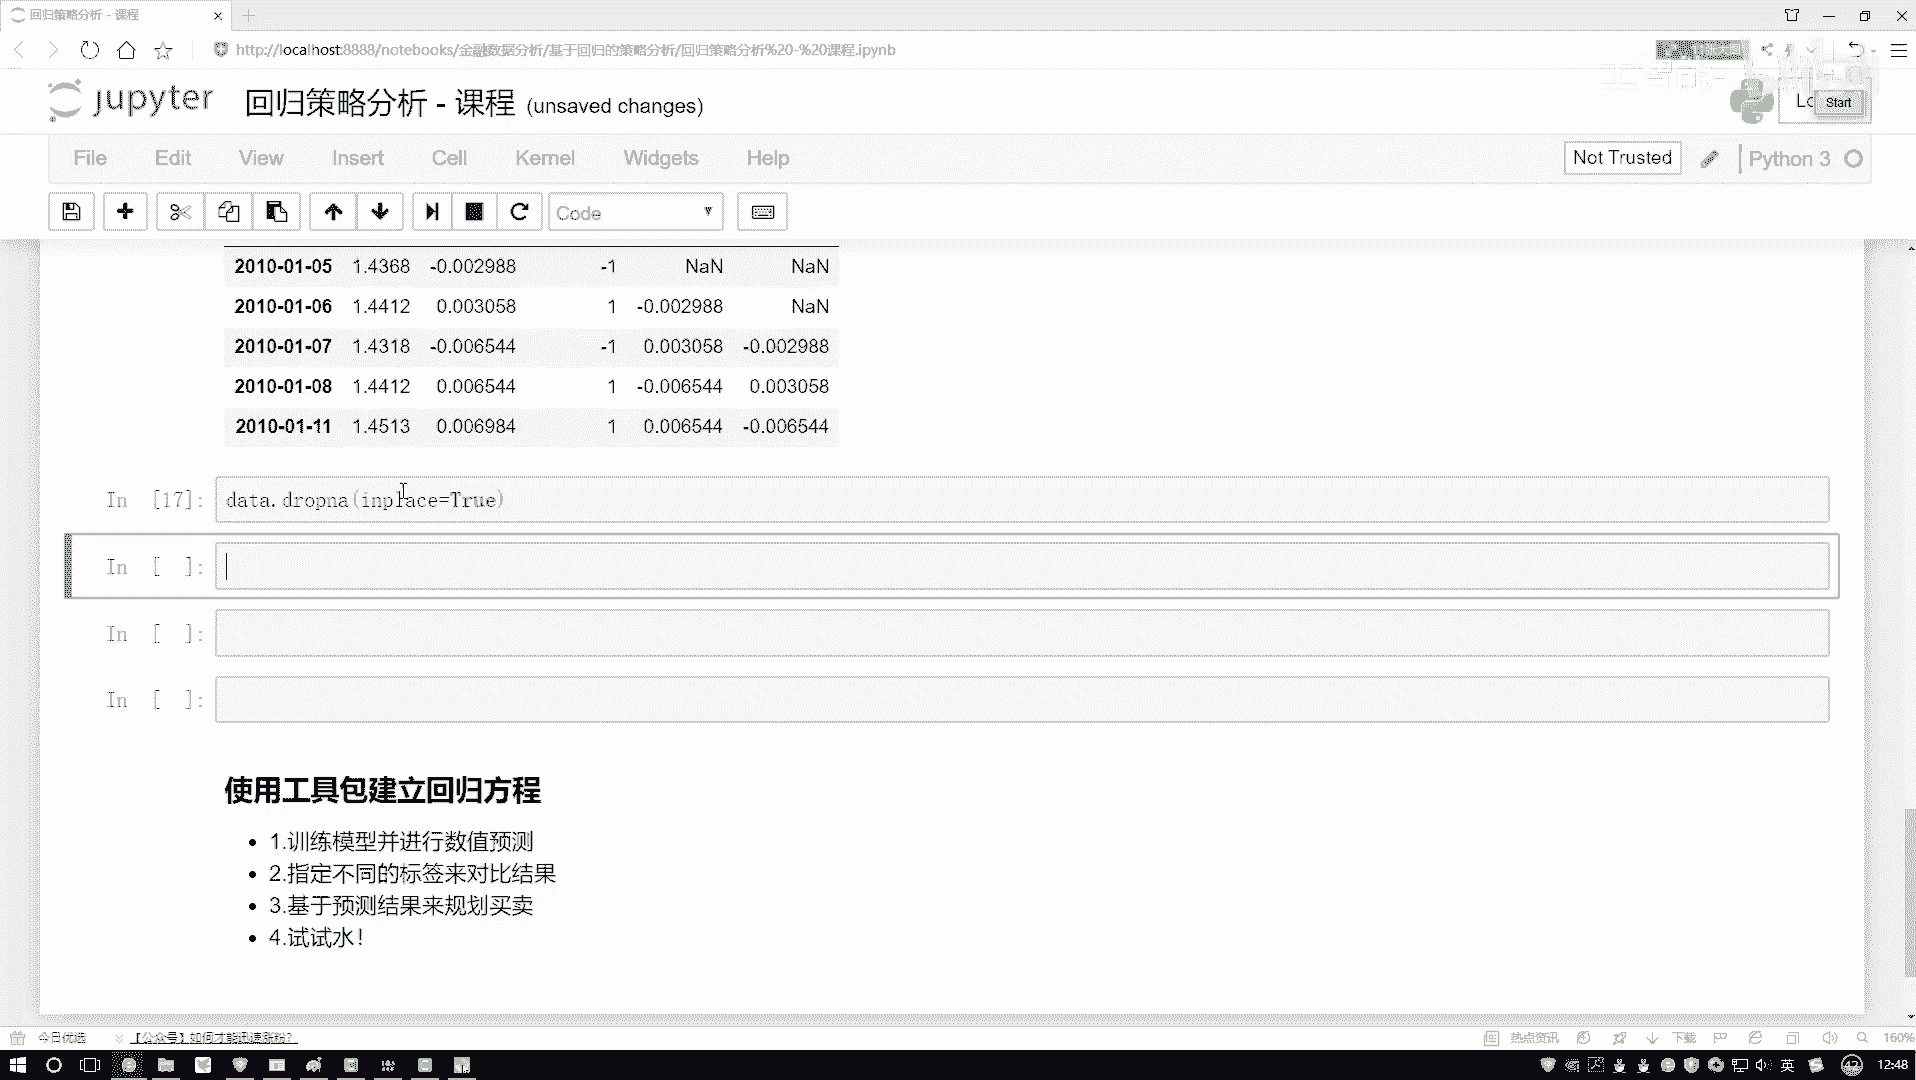 回归策略分析 - 课程
http://localhost:8888/notebooks/金融数据分析/基于回归的策略分析/回归策略分析%20-%20课程.ipynb
jupyter 回归策略分析 - 课程 (unsaved changes)
Start
File Edit View Insert Cell Kernel Widgets Help
Not Trusted
Python 3
Code
2010-01-05 1.4368 -0.002988 -1 NaN NaN
2010-01-06 1.4412 0.003058 1 -0.002988 NaN
2010-01-07 1.4318 -0.006544 -1 0.003058 -0.002988
2010-01-08 1.4412 0.006544 1 -0.006544 0.003058
2010-01-11 1.4513 0.006984 1 0.006544 -0.006544
In [17]: data.dropna(inplace=True)
In [ ]:
In [ ]:
In [ ]:
使用工具包建立回归方程
1.训练模型并进行数值预测
2.指定不同的标签来对比结果
3.基于预测结果来规划买卖
4.试试水！
今日优选 【公众号】如何才能迅速涨粉？ 热点资讯 下载 160%
英 42 12:48